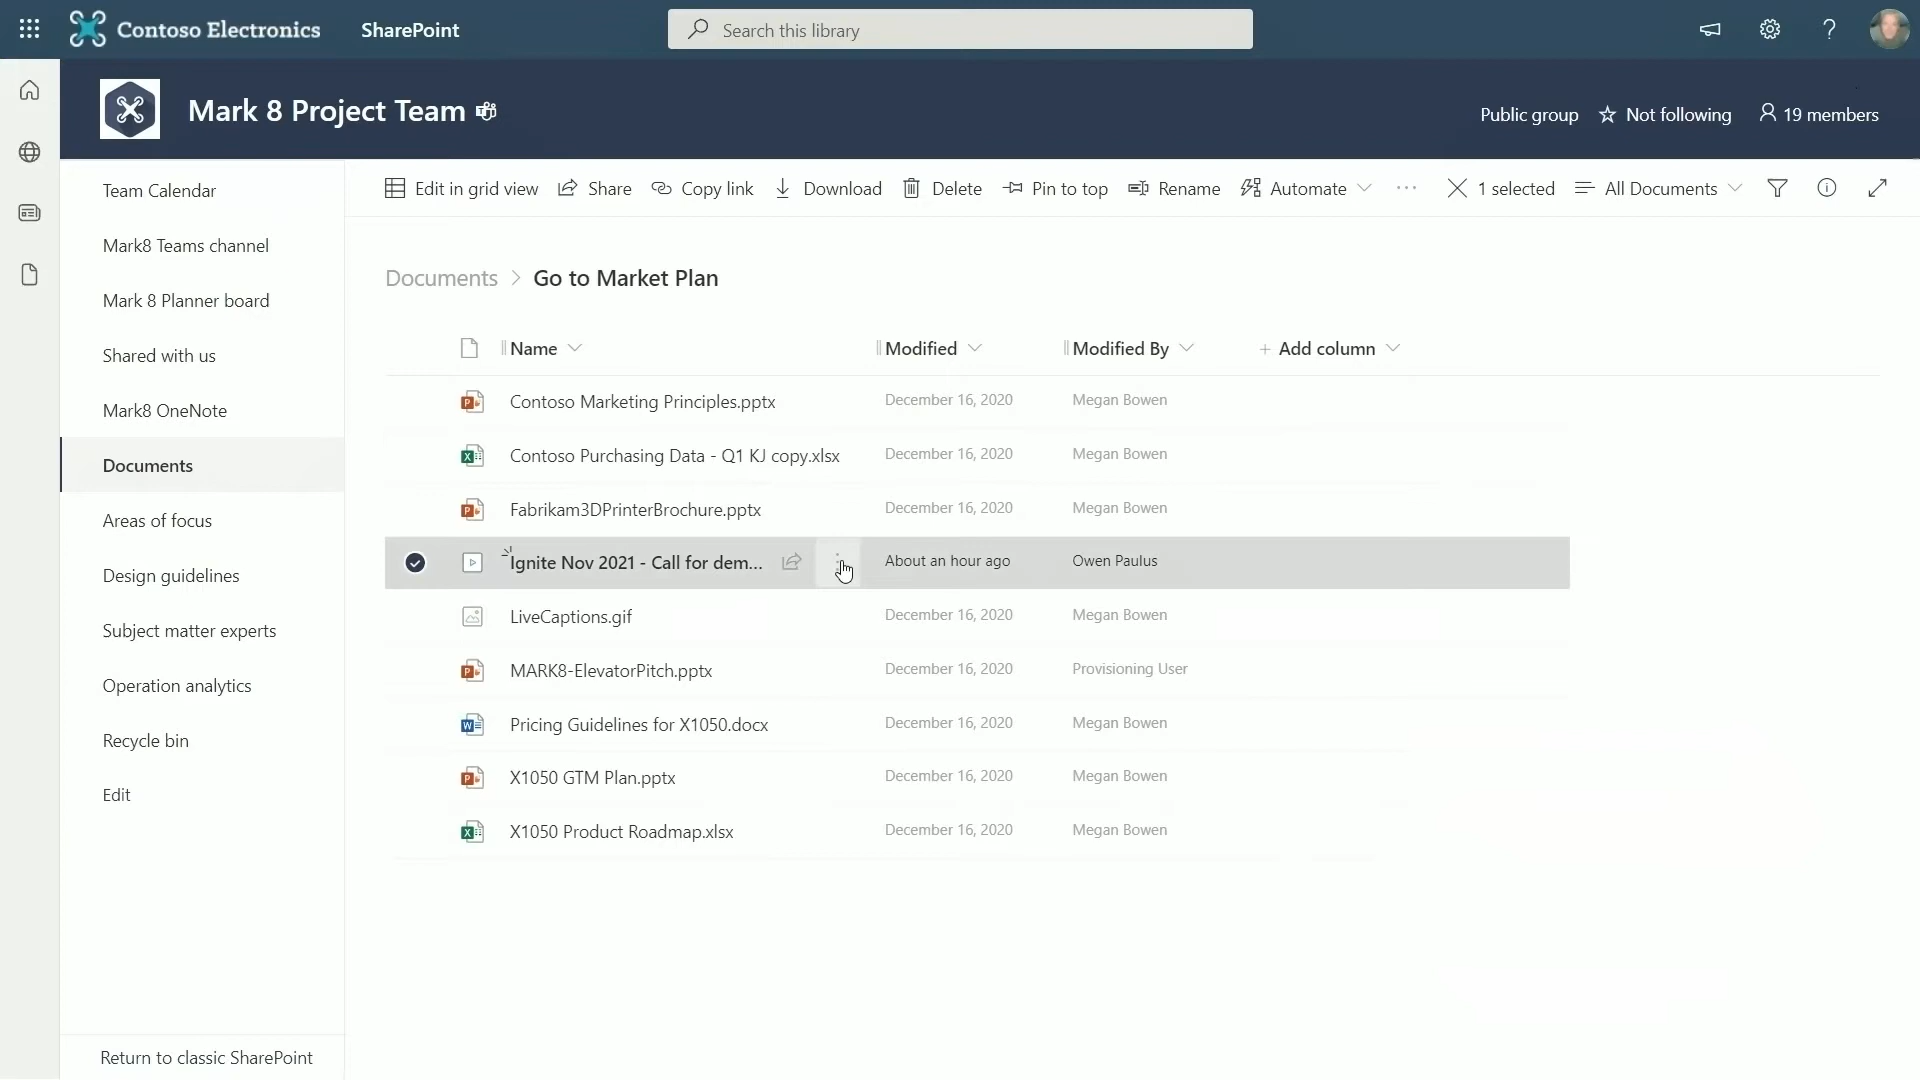 Contoso Electronics
SharePoint
Search this library
?
Mark 8 Project Team
Public group
Not following
19 members
Team Calendar
Mark8 Teams channel
Mark 8 Planner board
Shared with us
Mark8 OneNote
Documents
Areas of focus
Design guidelines
Subject matter experts
Operation analytics
Recycle bin
Edit
Return to classic SharePoint
Edit in grid view
Share
Copy link
Download
Delete
Pin to top
Rename
Automate
...
1 selected
All Documents
Documents > Go to Market Plan
Name Modified Modified By + Add column
Contoso Marketing Principles.pptx December 16, 2020 Megan Bowen
Contoso Purchasing Data - Q1 KJ copy.xlsx December 16, 2020 Megan Bowen
Fabrikam3DPrinterBrochure.pptx December 16, 2020 Megan Bowen
Ignite Nov 2021 - Call for dem... About an hour ago Owen Paulus
LiveCaptions.gif December 16, 2020 Megan Bowen
MARK8-ElevatorPitch.pptx December 16, 2020 Provisioning User
Pricing Guidelines for X1050.docx December 16, 2020 Megan Bowen
X1050 GTM Plan.pptx December 16, 2020 Megan Bowen
X1050 Product Roadmap.xlsx December 16, 2020 Megan Bowen